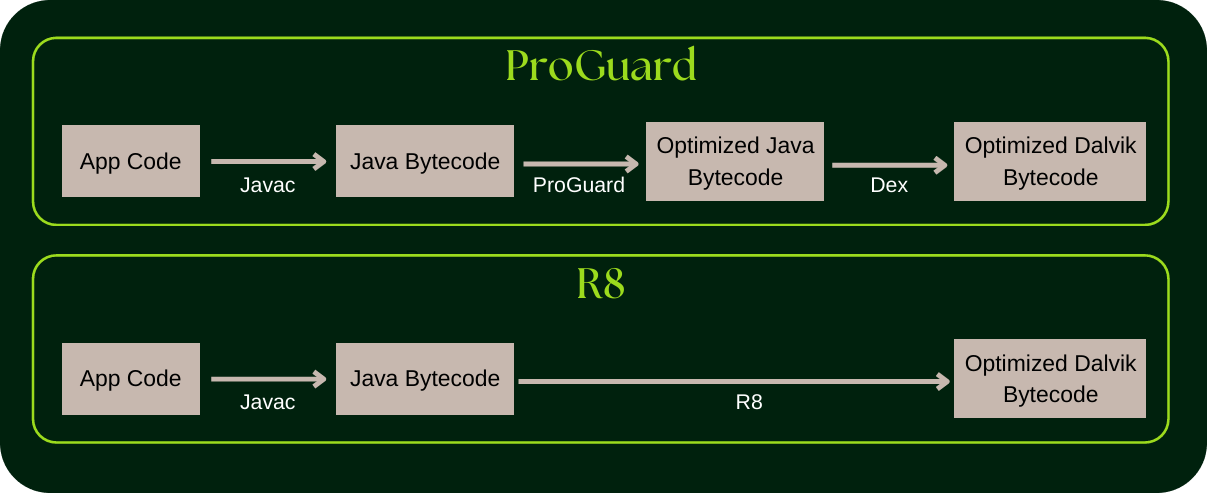 ProGuard
App Code
Javac
Java Bytecode
ProGuard
Optimized Java
Bytecode
Dex
Optimized Dalvik
Bytecode
R8
App Code
Javac
Java Bytecode
R8
Optimized Dalvik
Bytecode